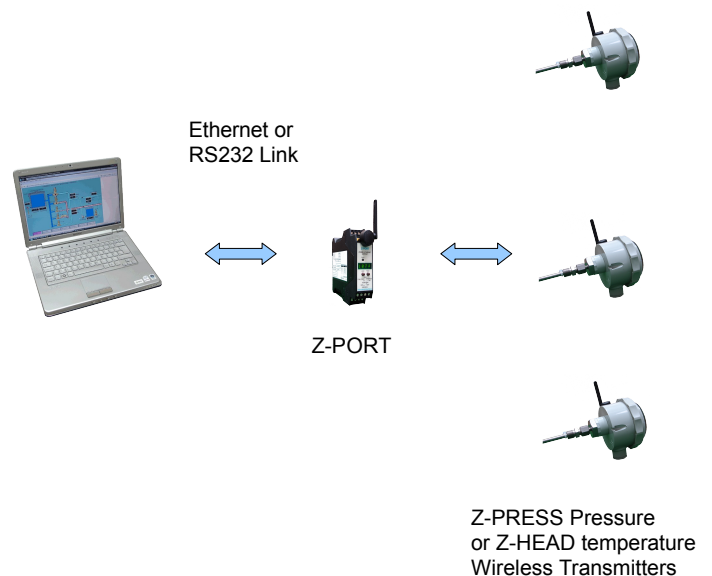 Ethernet or
RS232 Link
Z-PORT
Z-PRESS Pressure
or Z-HEAD temperature
Wireless Transmitters